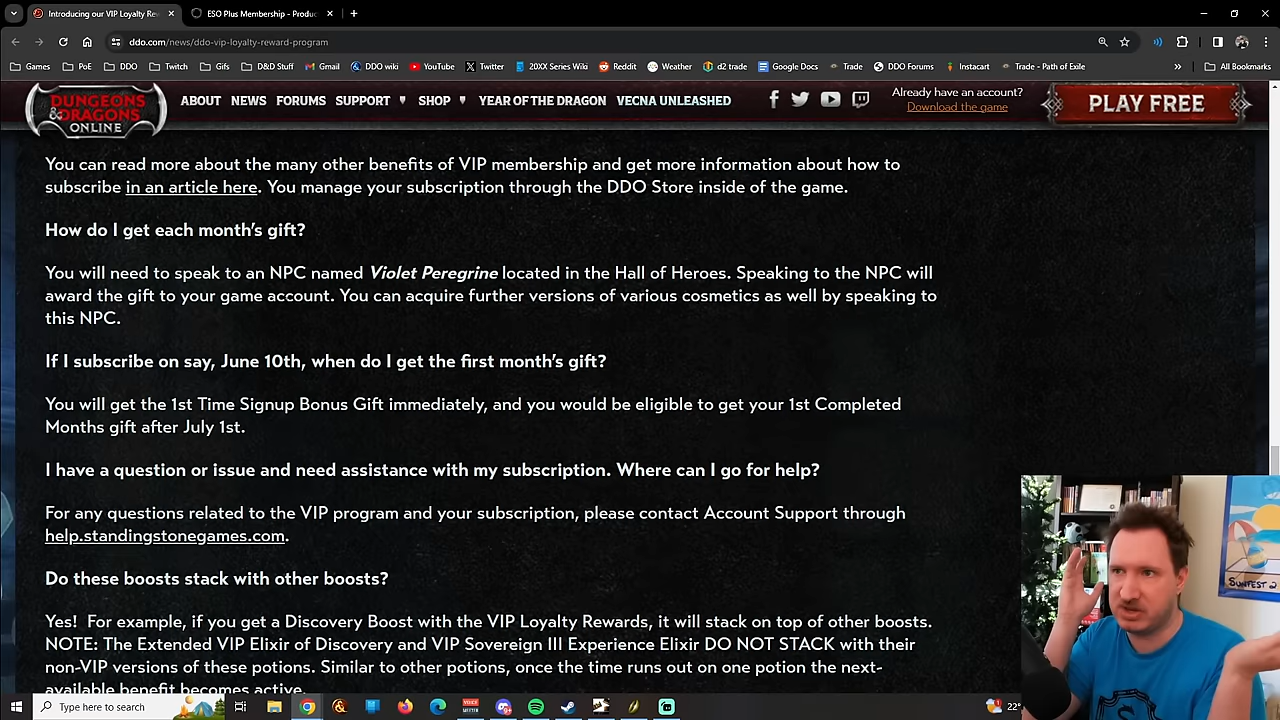 Introducing our VIP Loyalty Rew
ESO Plus Membership - Produc
ddo.com/news/ddo-vip-loyalty-reward-program
Games
PoE
DDO
Twitch
Gifs
D&D Stuff
Gmail
DDO wiki
YouTube
Twitter
20XX Series Wiki
Reddit
Weather
d2 trade
Google Docs
Trade
DDO Forums
Instacart
Trade - Path of Exile
»
All Bookmarks
DUNGEONS
& DRAGONS
ONLINE
ABOUT
NEWS
FORUMS
SUPPORT
SHOP
YEAR OF THE DRAGON
VECNA UNLEASHED
Already have an account?
Download the game
PLAY FREE
You can read more about the many other benefits of VIP membership and get more information about how to
subscribe in an article here. You manage your subscription through the DDO Store inside of the game.
How do I get each month's gift?
You will need to speak to an NPC named Violet Peregrine located in the Hall of Heroes. Speaking to the NPC will
award the gift to your game account. You can acquire further versions of various cosmetics as well by speaking to
this NPC.
If I subscribe on say, June 10th, when do I get the first month's gift?
You will get the 1st Time Signup Bonus Gift immediately, and you would be eligible to get your 1st Completed
Months gift after July 1st.
I have a question or issue and need assistance with my subscription. Where can I go for help?
For any questions related to the VIP program and your subscription, please contact Account Support through
help.standingstonegames.com.
Do these boosts stack with other boosts?
Yes! For example, if you get a Discovery Boost with the VIP Loyalty Rewards, it will stack on top of other boosts.
NOTE: The Extended VIP Elixir of Discovery and VIP Sovereign III Experience Elixir DO NOT STACK with their
non-VIP versions of these potions. Similar to other potions, once the time runs out on one potion the next-
available benefit becomes active.
SUNFEST
Type here to search
22°